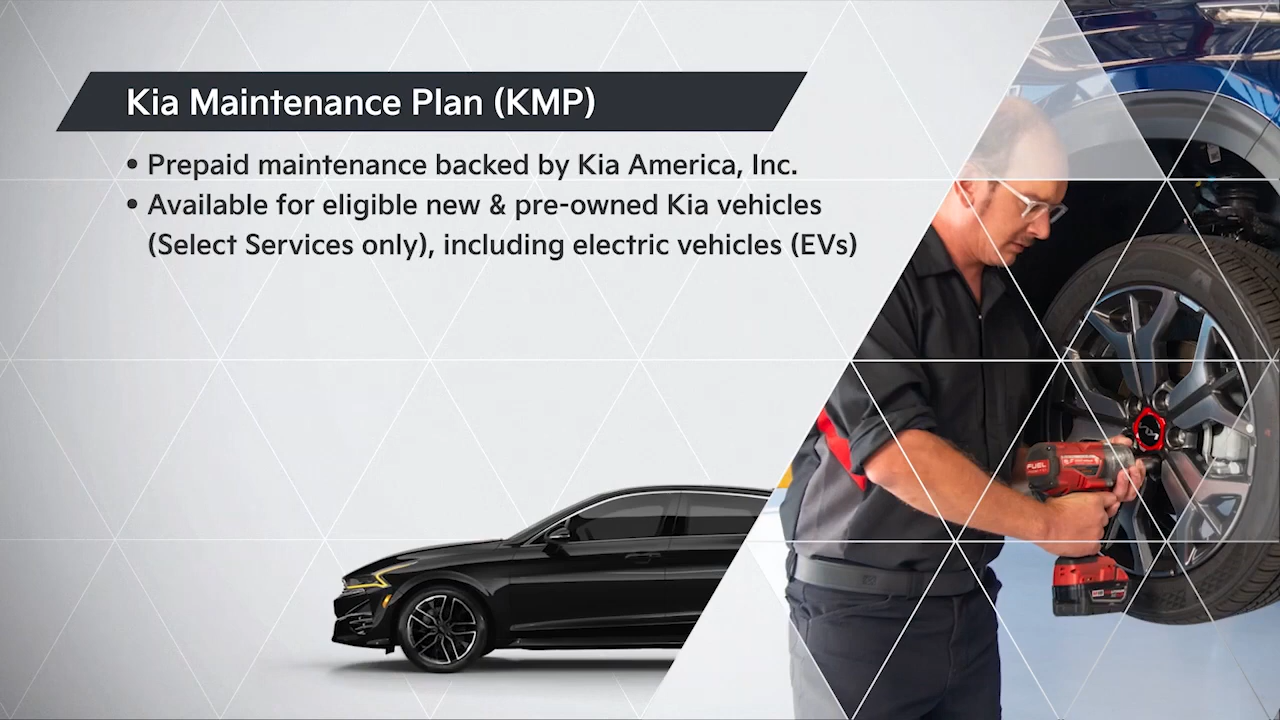 Kia Maintenance Plan (KMP)
• Prepaid maintenance backed by Kia America, Inc.
• Available for eligible new & pre-owned Kia vehicles
(Select Services only), including electric vehicles (EVs)
FUEL